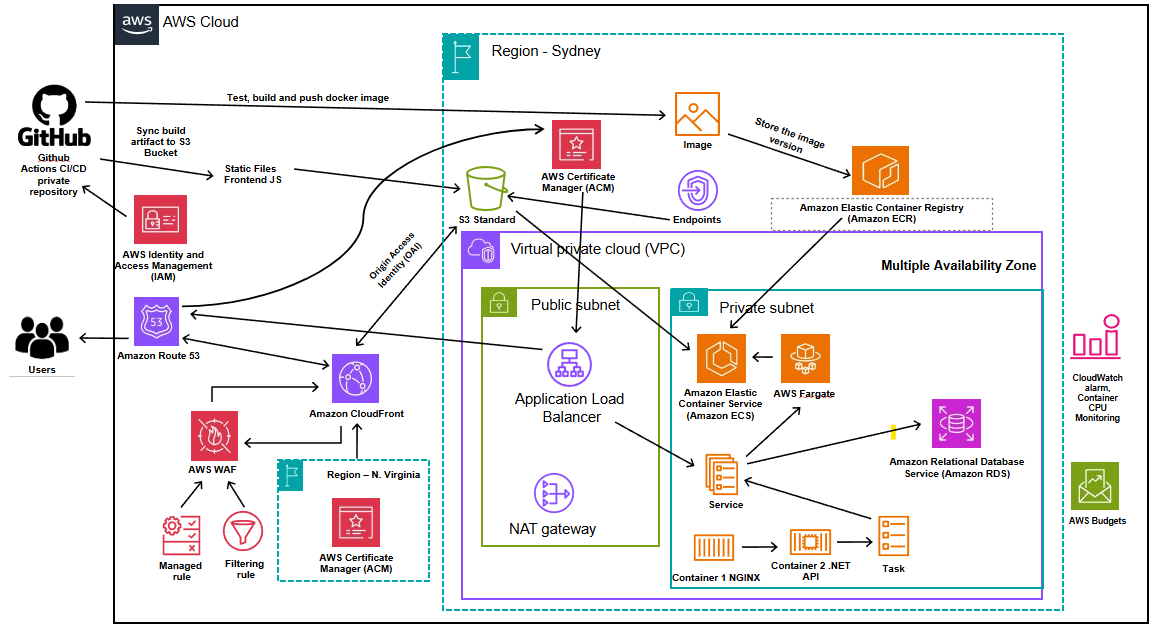 aws
AWS Cloud
Region - Sydney
Test, build and push docker image
GitHub
Github
Actions CI/CD
private
repository
Sync build
artifact to S3
Bucket
Static Files
Frontend JS
Image
Store the image
version
AWS Certificate
Manager (ACM)
S3 Standard
Endpoints
Amazon Elastic Container Registry
(Amazon ECR)
AWS Identity and
Access Management
(IAM)
Origin Access
Identity (OAI)
Virtual private cloud (VPC)
Multiple Availability Zone
Public subnet
Private subnet
53
Amazon Route 53
Users
Amazon CloudFront
Application Load
Balancer
Amazon Elastic
Container Service
(Amazon ECS)
AWS Fargate
CloudWatch
alarm,
Container
CPU
Monitoring
AWS WAF
Region – N. Virginia
Amazon Relational Database
Service (Amazon RDS)
Service
NAT gateway
AWS Budgets
Managed
rule
Filtering
rule
AWS Certificate
Manager (ACM)
Container 1 NGINX
Container 2 .NET
API
Task